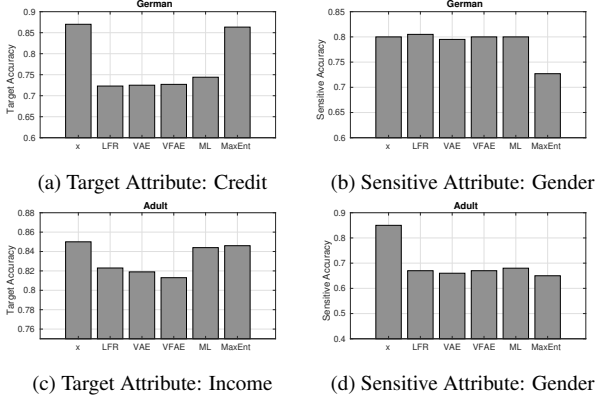 German
Target Accuracy
0.9
0.85
0.8
0.75
0.7
0.65
0.6
x LFR VAE VFAE ML MaxEnt
(a) Target Attribute: Credit
German
Sensitive Accuracy
0.85
0.8
0.75
0.7
0.65
0.6
x LFR VAE VFAE ML MaxEnt
(b) Sensitive Attribute: Gender
Adult
Target Accuracy
0.88
0.86
0.84
0.82
0.8
0.78
0.76
x LFR VAE VFAE ML MaxEnt
(c) Target Attribute: Income
Adult
Sensitive Accuracy
0.9
0.8
0.7
0.6
0.5
0.4
x LFR VAE VFAE ML MaxEnt
(d) Sensitive Attribute: Gender